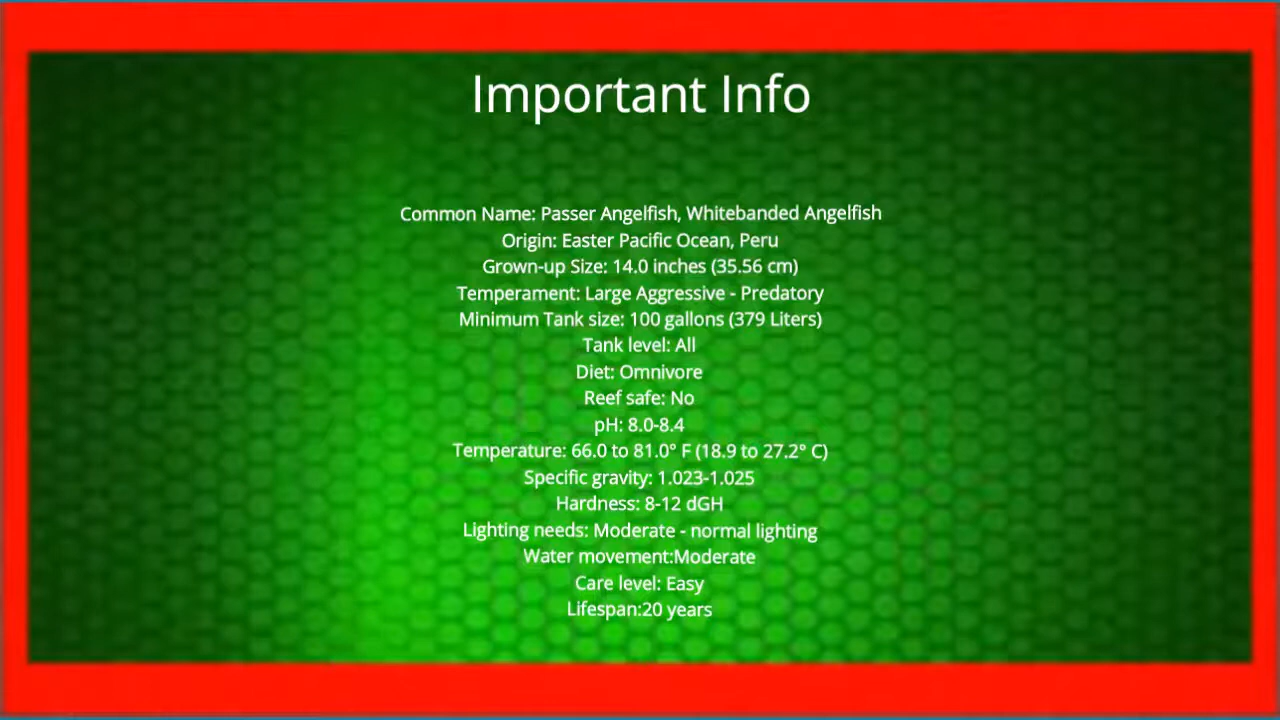 Important Info
Common Name: Passer Angelfish, Whitebanded Angelfish
Origin: Easter Pacific Ocean, Peru
Grown-up Size: 14.0 inches (35.56 cm)
Temperament: Large Aggressive - Predatory
Minimum Tank size: 100 gallons (379 Liters)
Tank level: All
Diet: Omnivore
Reef safe: No
pH: 8.0-8.4
Temperature: 66.0 to 81.0° F (18.9 to 27.2° C)
Specific gravity: 1.023-1.025
Hardness: 8-12 dGH
Lighting needs: Moderate - normal lighting
Water movement:Moderate
Care level: Easy
Lifespan:20 years